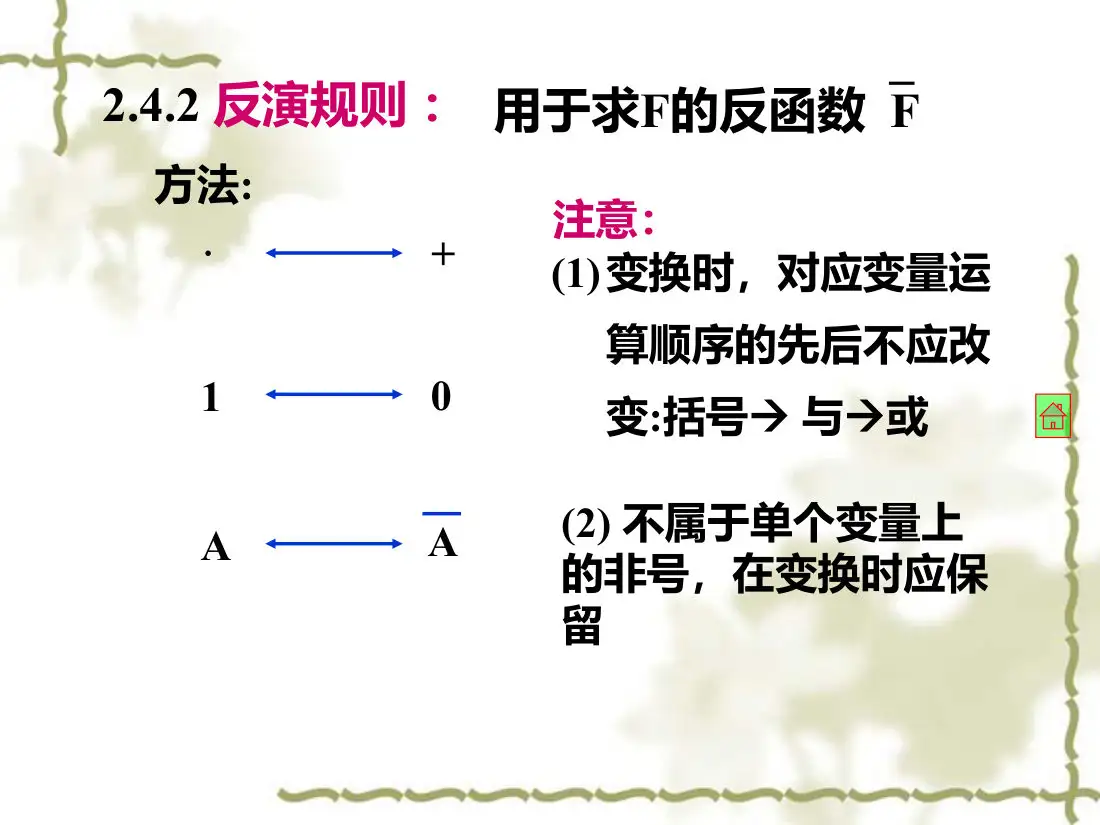 2.4.2 反演规则： 用于求F的反函数 F̅
方法:
· ⟷ +
1 ⟷ 0
A ⟷ A̅
注意：
(1)变换时，对应变量运
算顺序的先后不应改
变:括号→ 与→或
(2) 不属于单个变量上
的非号，在变换时应保
留